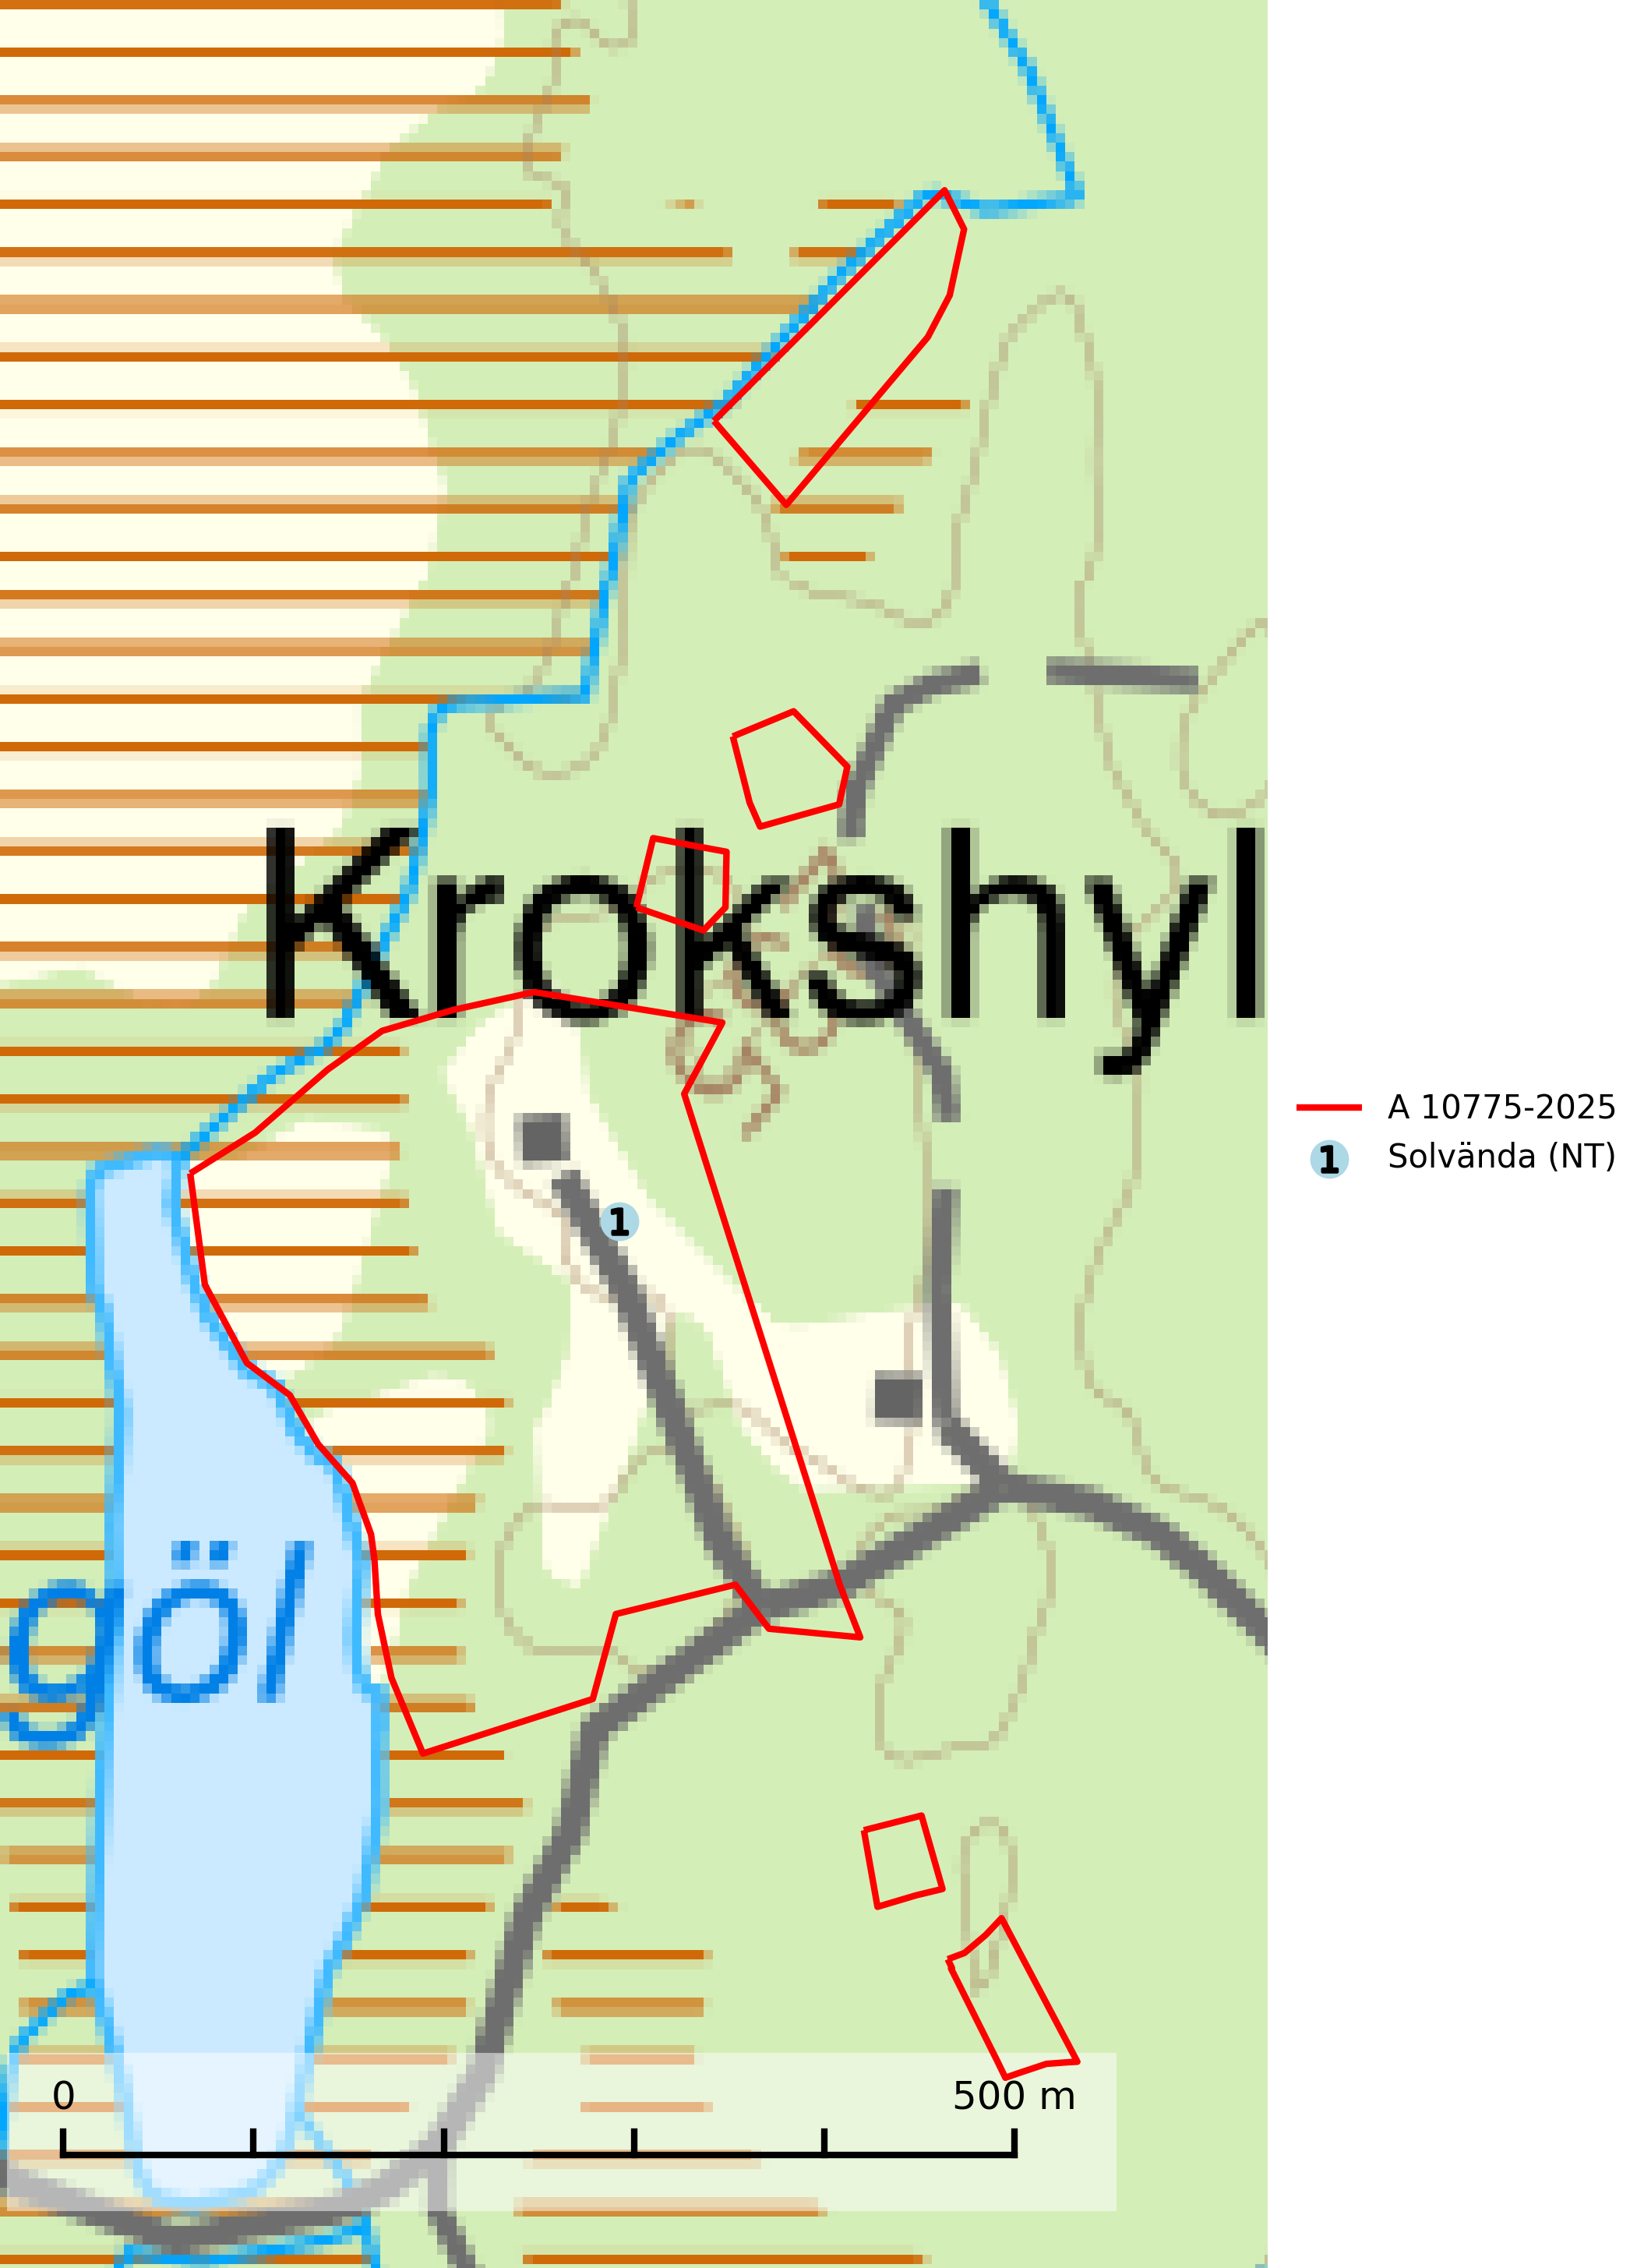 Krokshyl
A 10775-2025
1 Solvända (NT)
1
göl
0 500 m